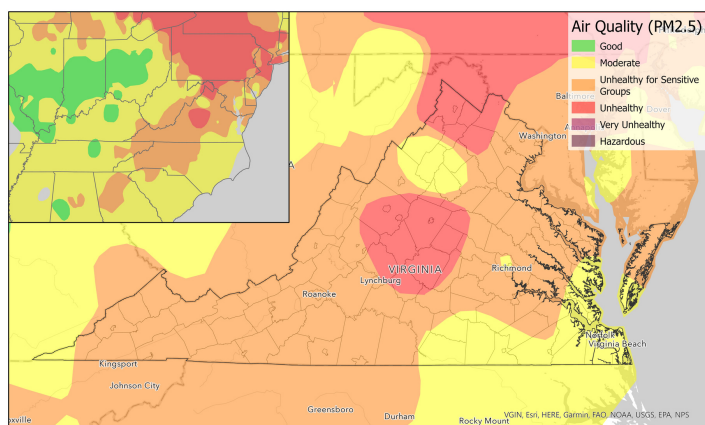 Air Quality (PM2.5)
Good
Moderate
Unhealthy for Sensitive
Groups
Unhealthy
Very Unhealthy
Hazardous
Baltimore
Dover
Washington
A
VIRGINIA
Richmond
Lynchburg
Roanoke
Norfolk
Virginia Beach
Kingsport
Johnson City
oxville
Greensboro
Durham
Rocky Mount
VGIN, Esri, HERE, Garmin, FAO, NOAA, USGS, EPA, NPS